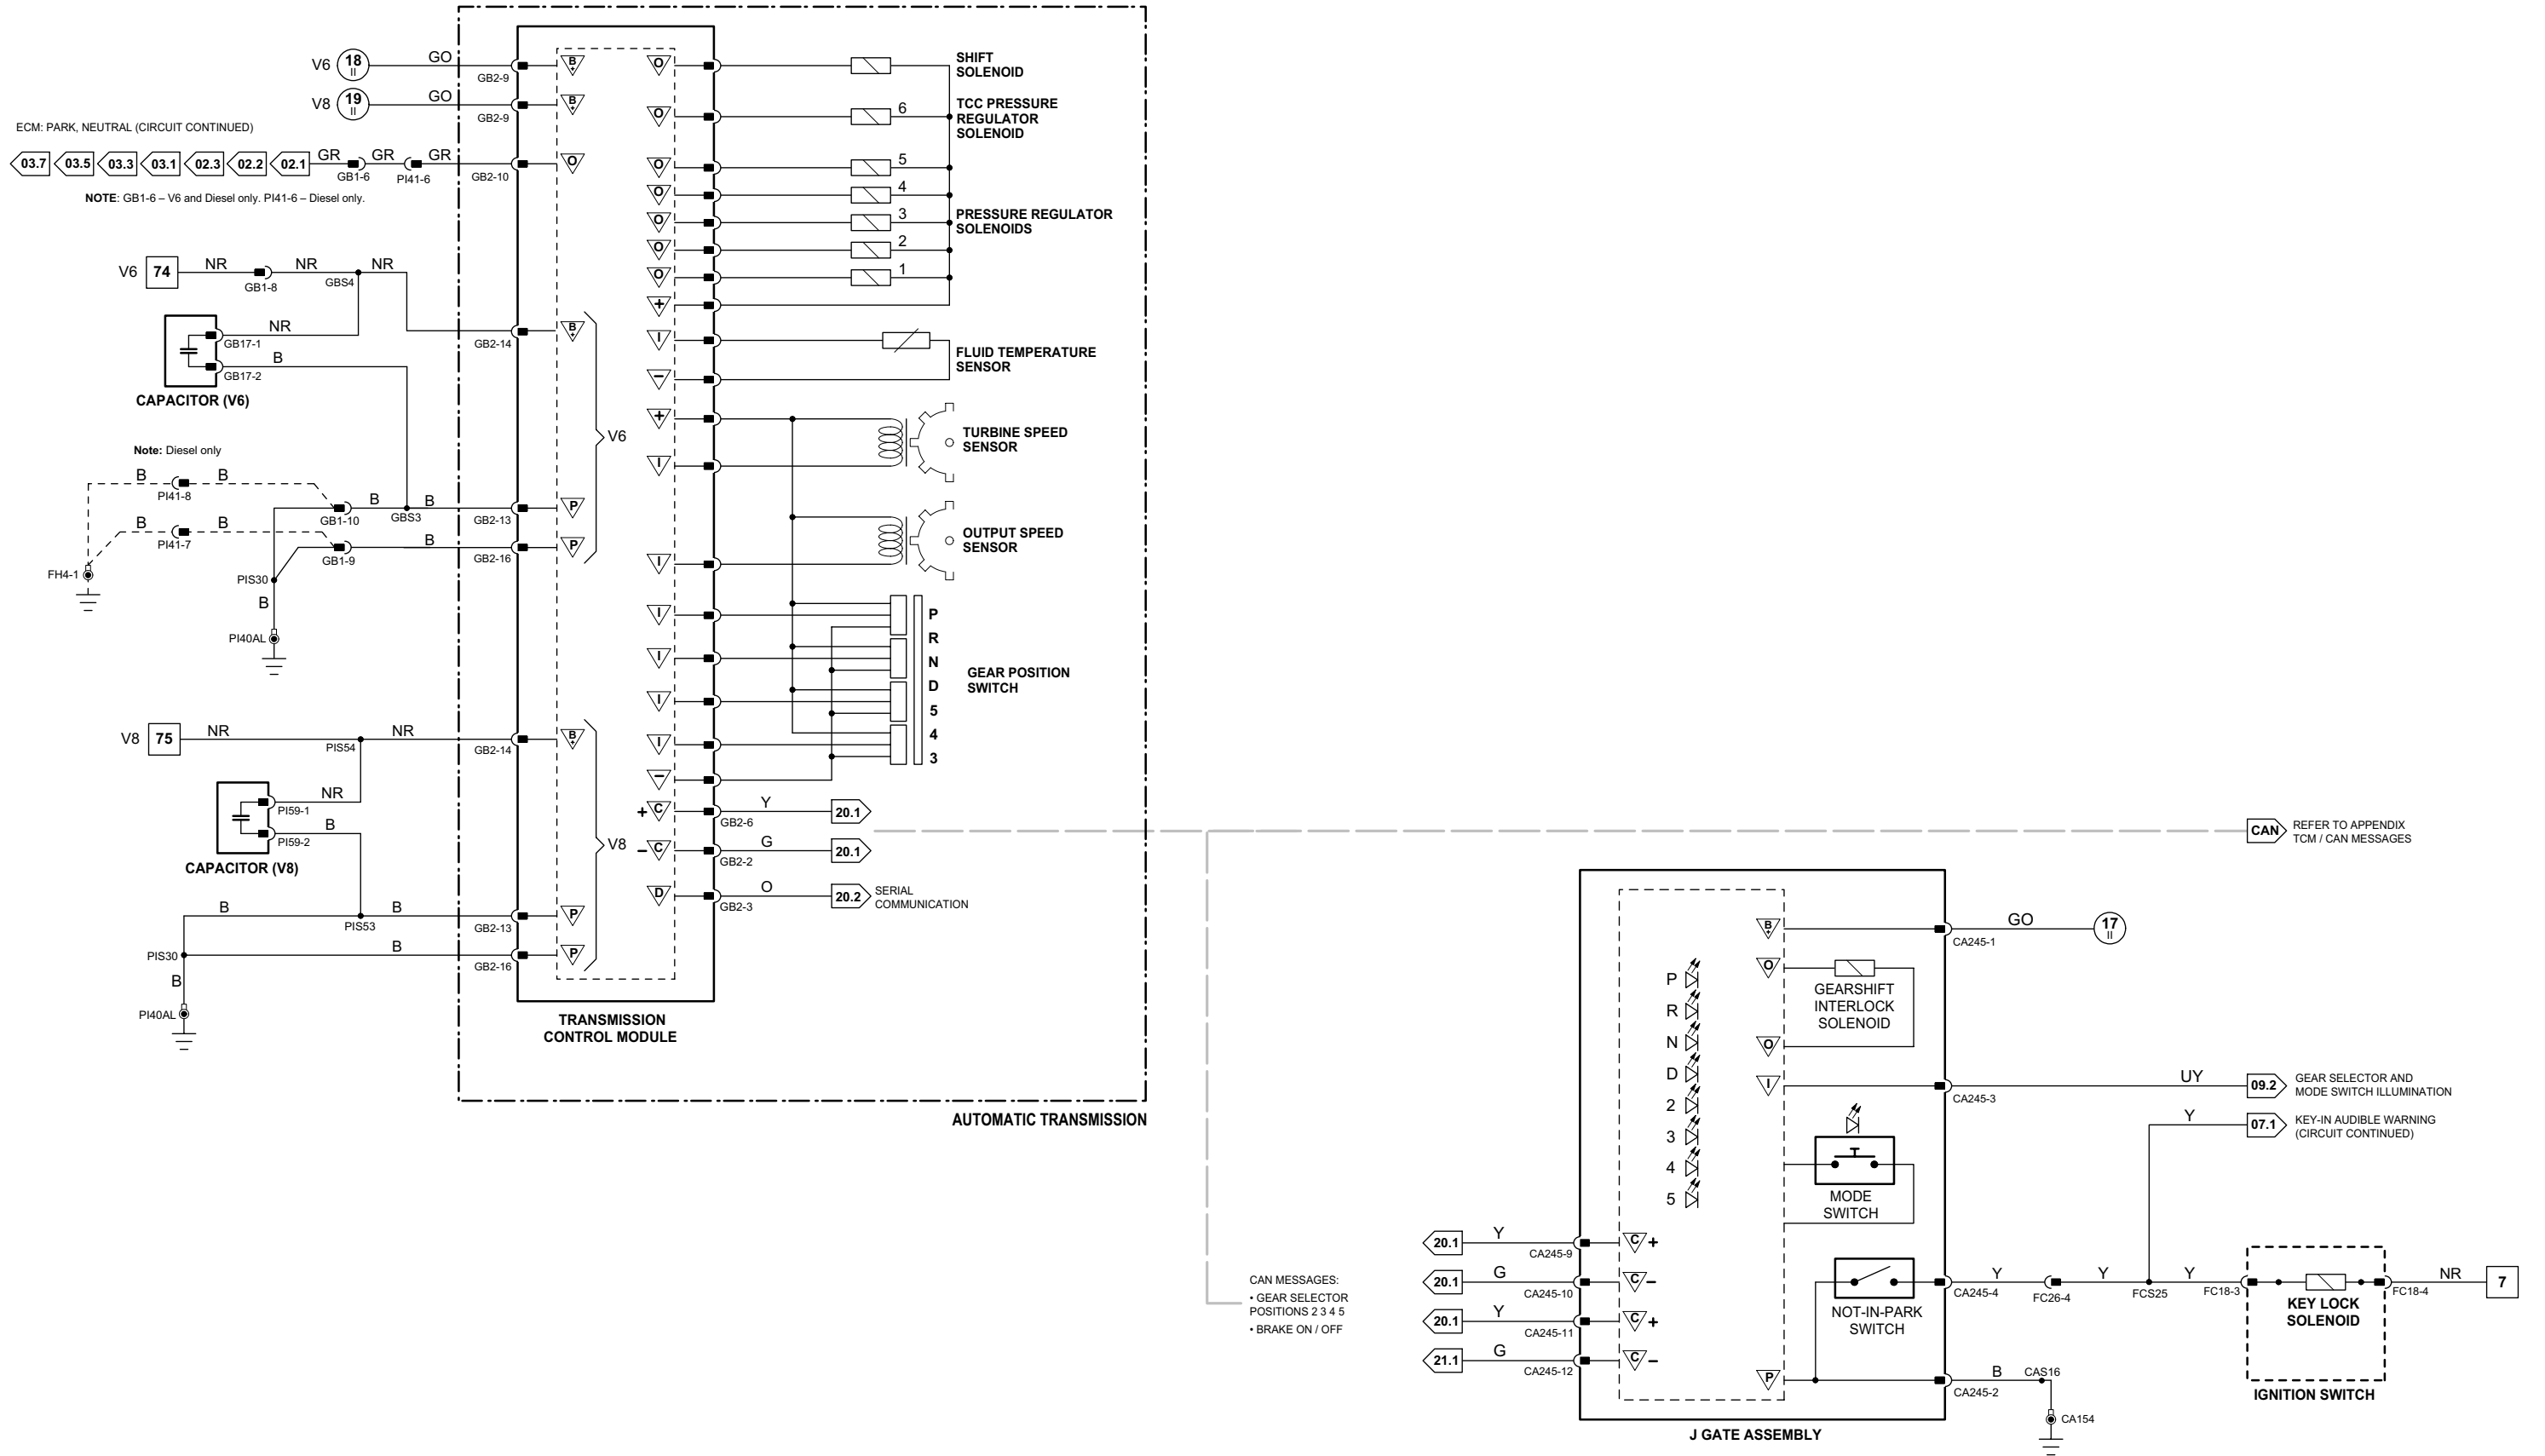 V6 18 II GO GB2-9 B+ O
SHIFT
SOLENOID
V8 19 II GO GB2-9 B+ O 6
TCC PRESSURE
REGULATOR
SOLENOID
ECM: PARK, NEUTRAL (CIRCUIT CONTINUED)
03.7 03.5 03.3 03.1 02.3 02.2 02.1 GR GB1-6 GR PI41-6 GR GB2-10 O
NOTE: GB1-6 – V6 and Diesel only. PI41-6 – Diesel only.
O 5
O 4
O 3
O 2
O 1
PRESSURE REGULATOR
SOLENOIDS
+
V6 74 NR GB1-8 NR GBS4 NR
NR GB17-1
B GB17-2
CAPACITOR (V6)
GB2-14 B+
I
–
FLUID TEMPERATURE
SENSOR
V6
+
I
TURBINE SPEED
SENSOR
Note: Diesel only
B PI41-8 B
B PI41-7 B
GB1-10 B GBS3 B GB2-13 P
GB1-9 B GB2-16 P
FH4-1
PIS30
B
PI40AL
I
OUTPUT SPEED
SENSOR
I
I
I
I
–
P
R
N
D
5
4
3
GEAR POSITION
SWITCH
V8 75 NR PIS54 NR GB2-14 B+
NR PI59-1
B PI59-2
CAPACITOR (V8)
V8
+ C GB2-6 Y 20.1
– C GB2-2 G 20.1
D GB2-3 O 20.2
SERIAL
COMMUNICATION
B PIS53 B GB2-13 P
PIS30 B GB2-16 P
B
PI40AL
TRANSMISSION
CONTROL MODULE
AUTOMATIC TRANSMISSION
CAN
REFER TO APPENDIX
TCM / CAN MESSAGES
CAN MESSAGES:
• GEAR SELECTOR
POSITIONS 2 3 4 5
• BRAKE ON / OFF
B+ CA245-1 GO 17 II
O
GEARSHIFT
INTERLOCK
SOLENOID
O
P
R
N
D
2
3
4
5
I CA245-3 UY 09.2
GEAR SELECTOR AND
MODE SWITCH ILLUMINATION
Y 07.1
KEY-IN AUDIBLE WARNING
(CIRCUIT CONTINUED)
MODE
SWITCH
20.1 Y CA245-9 C +
20.1 G CA245-10 C –
20.1 Y CA245-11 C +
21.1 G CA245-12 C –
NOT-IN-PARK
SWITCH
CA245-4 Y FC26-4 Y FCS25 Y FC18-3
KEY LOCK
SOLENOID
FC18-4 NR 7
IGNITION SWITCH
P CA245-2 B CAS16
CA154
J GATE ASSEMBLY